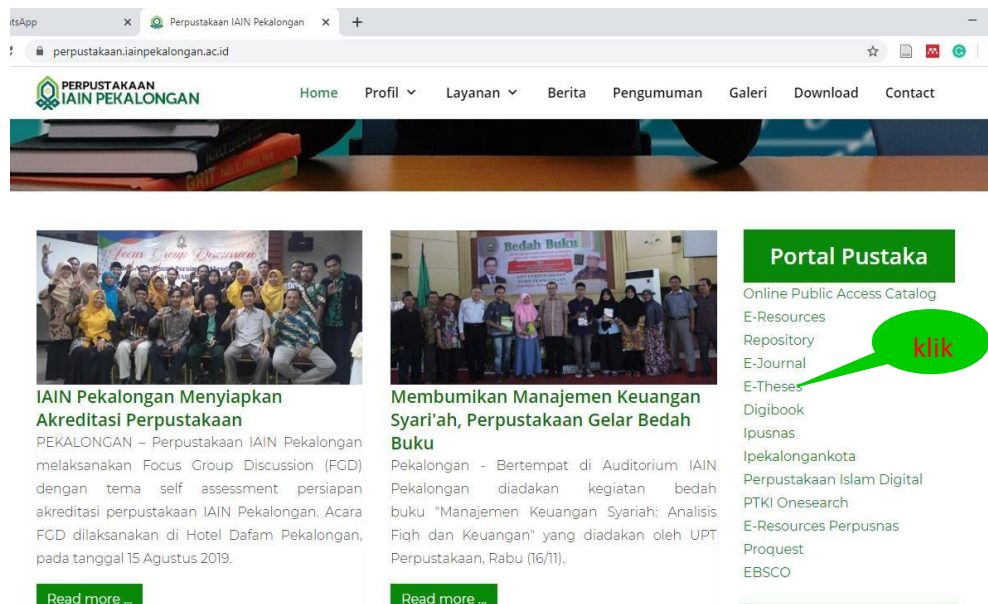 tsApp
Perpustakaan IAIN Pekalongan
perpustakaan.iainpekalongan.ac.id
PERPUSTAKAAN
IAIN PEKALONGAN
Home Profil Layanan Berita Pengumuman Galeri Download Contact
GRIT
Focus Group Discussion
Bedah Buku
IAIN Pekalongan Menyiapkan
Akreditasi Perpustakaan
PEKALONGAN – Perpustakaan IAIN Pekalongan
melaksanakan Focus Group Discussion (FGD)
dengan tema self assessment persiapan
akreditasi perpustakaan IAIN Pekalongan. Acara
FGD dilaksanakan di Hotel Dafam Pekalongan,
pada tanggal 15 Agustus 2019.
Read more ...
Membumikan Manajemen Keuangan
Syari'ah, Perpustakaan Gelar Bedah
Buku
Pekalongan - Bertempat di Auditorium IAIN
Pekalongan diadakan kegiatan bedah
buku "Manajemen Keuangan Syariah: Analisis
Fiqh dan Keuangan" yang diadakan oleh UPT
Perpustakaan, Rabu (16/11).
Read more ...
Portal Pustaka
Online Public Access Catalog
E-Resources
Repository
E-Journal
E-Theses
Digibook
Ipusnas
Ipekalongankota
Perpustakaan Islam Digital
PTKI Onesearch
E-Resources Perpusnas
Proquest
EBSCO
klik